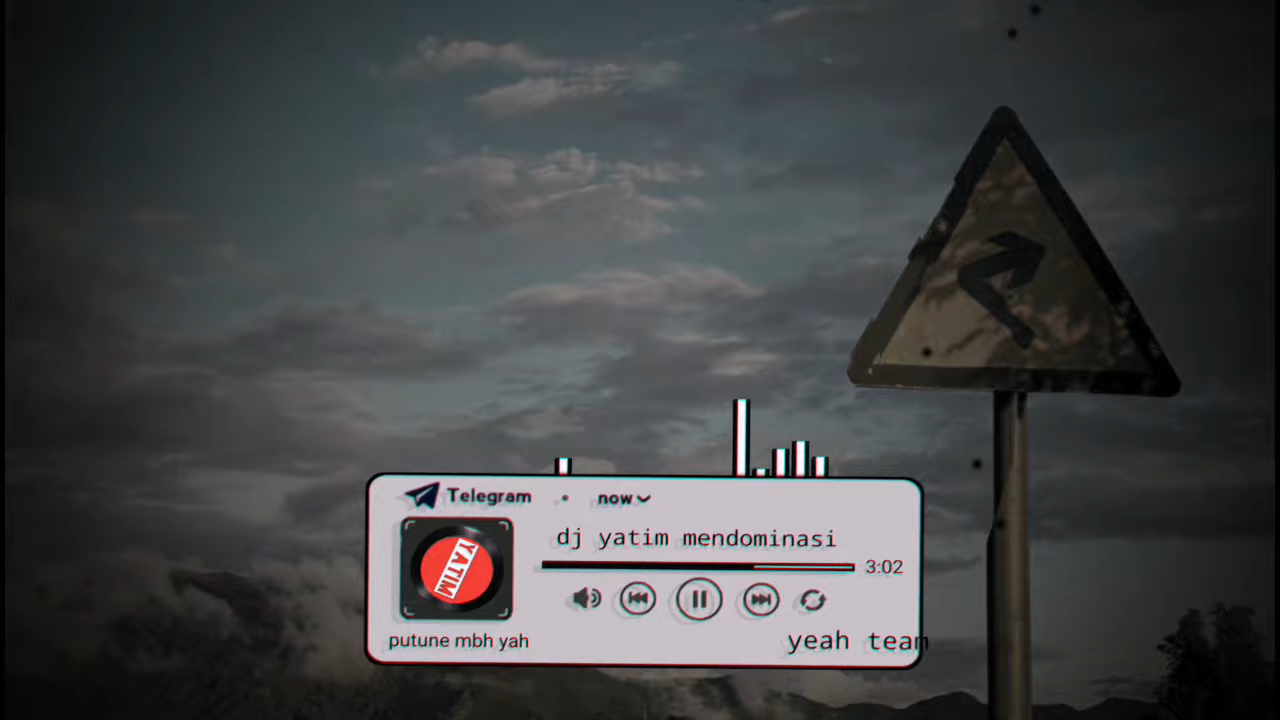 Telegram • now
dj yatim mendominasi
3:02
YATIM
putune mbh yah
yeah team